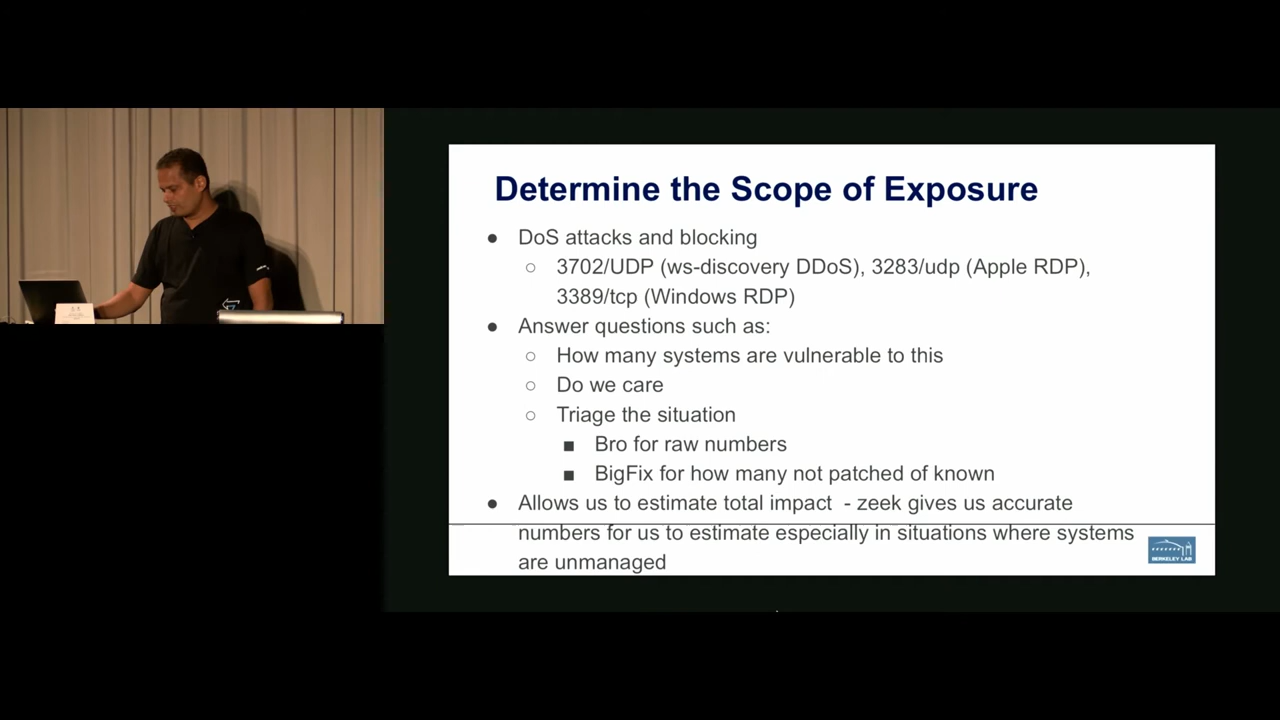 Determine the Scope of Exposure
● DoS attacks and blocking
○ 3702/UDP (ws-discovery DDoS), 3283/udp (Apple RDP),
3389/tcp (Windows RDP)
● Answer questions such as:
○ How many systems are vulnerable to this
○ Do we care
○ Triage the situation
■ Bro for raw numbers
■ BigFix for how many not patched of known
● Allows us to estimate total impact - zeek gives us accurate
numbers for us to estimate especially in situations where systems
are unmanaged
BERKELEY LAB